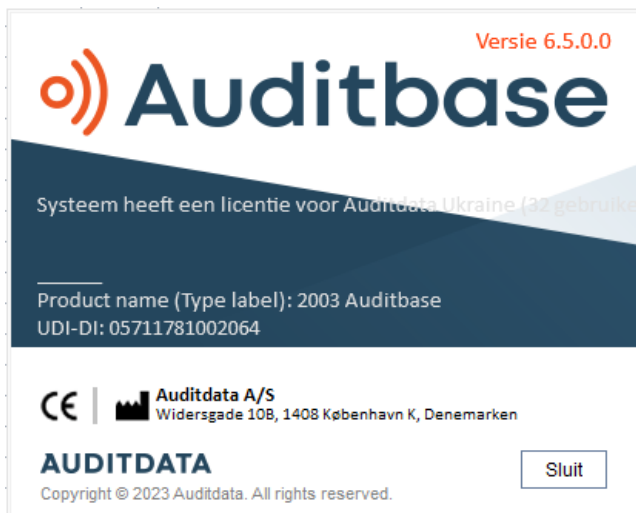 Versie 6.5.0.0
Auditbase
Systeem heeft een licentie voor Auditdata Ukraine (32 gebruike
Product name (Type label): 2003 Auditbase
UDI-DI: 05711781002064
CE
Auditdata A/S
Widersgade 10B, 1408 København K, Denemarken
AUDITDATA
Sluit
Copyright © 2023 Auditdata. All rights reserved.